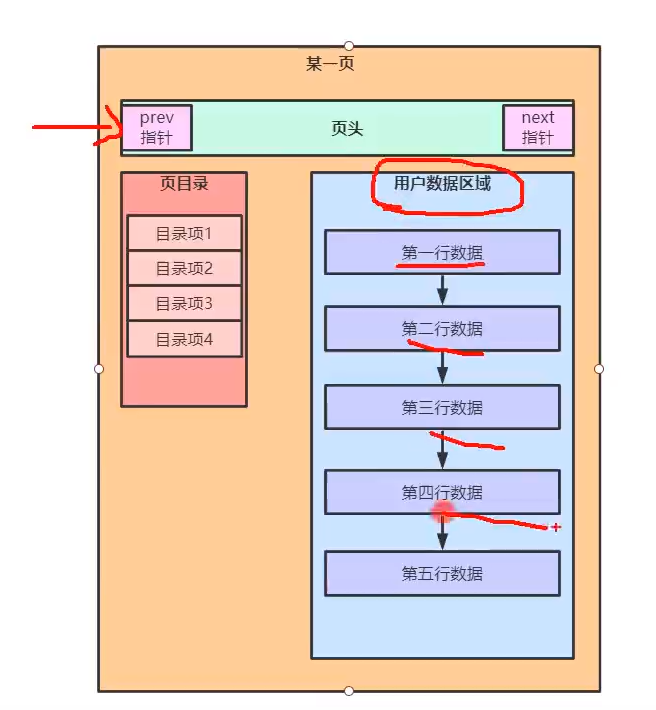 某一页
prev
指针
页头
next
指针
页目录
目录项1
目录项2
目录项3
目录项4
用户数据区域
第一行数据
第二行数据
第三行数据
第四行数据
第五行数据